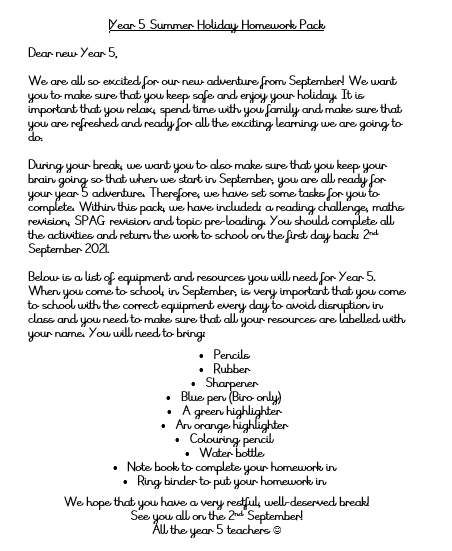 Year 5 Summer Holiday Homework Pack
Dear new Year 5,
We are all so excited for our new adventure from September! We want
you to make sure that you keep safe and enjoy your holiday. It is
important that you relax, spend time with you family and make sure that
you are refreshed and ready for all the exciting learning we are going to
do.
During your break, we want you to also make sure that you keep your
brain going so that when we start in September, you are all ready for
your year 5 adventure. Therefore, we have set some tasks for you to
complete. Within this pack, we have included: a reading challenge, maths
revision, SPAG revision and topic pre-loading. You should complete all
the activities and return the work to school on the first day back: 2nd
September 2021.
Below is a list of equipment and resources you will need for Year 5.
When you come to school, in September, is very important that you come
to school with the correct equipment every day to avoid disruption in
class and you need to make sure that all your resources are labelled with
your name. You will need to bring:
• Pencils
• Rubber
• Sharpener
• Blue pen (Biro only)
• A green highlighter
• An orange highlighter
• Colouring pencil
• Water bottle
• Note book to complete your homework in
• Ring binder to put your homework in
We hope that you have a very restful, well-deserved break!
See you all on the 2nd September!
All the year 5 teachers ☺